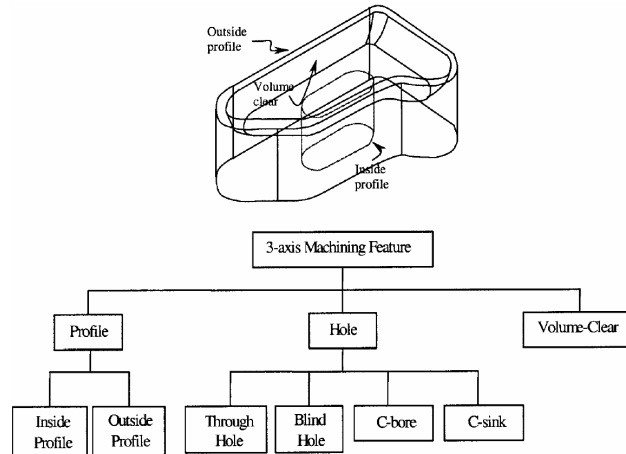 Outside
profile
Volume
clear
Inside
profile
3-axis Machining Feature
Profile
Hole
Volume-Clear
Inside
Profile
Outside
Profile
Through
Hole
Blind
Hole
C-bore
C-sink